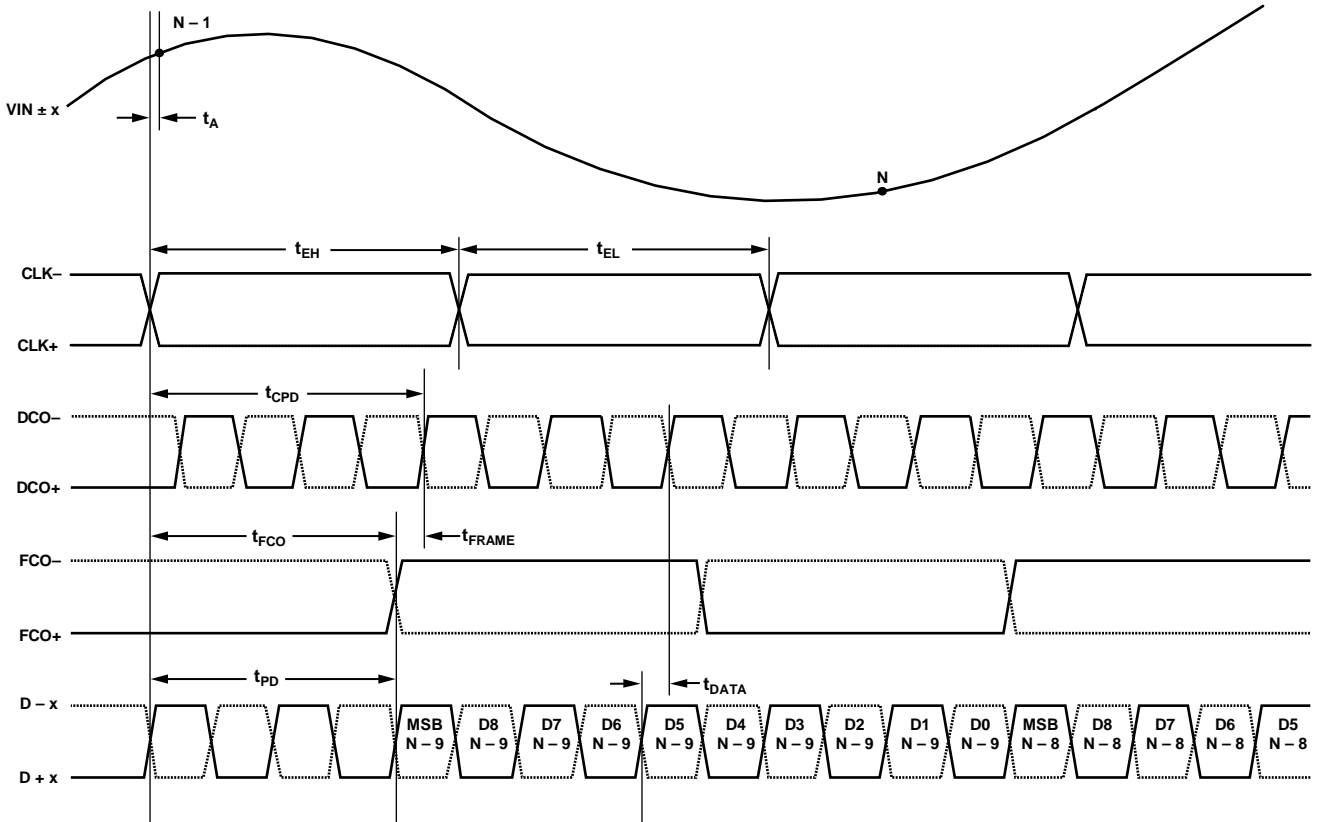 N – 1
VIN ± x
tA
N
tEH
tEL
CLK–
CLK+
tCPD
DCO–
DCO+
tFCO
tFRAME
FCO–
FCO+
tPD
tDATA
D – x
MSB D8 D7 D6 D5 D4 D3 D2 D1 D0 MSB D8 D7 D6 D5
N – 9 N – 9 N – 9 N – 9 N – 9 N – 9 N – 9 N – 9 N – 9 N – 9 N – 8 N – 8 N – 8 N – 8 N – 8
D + x